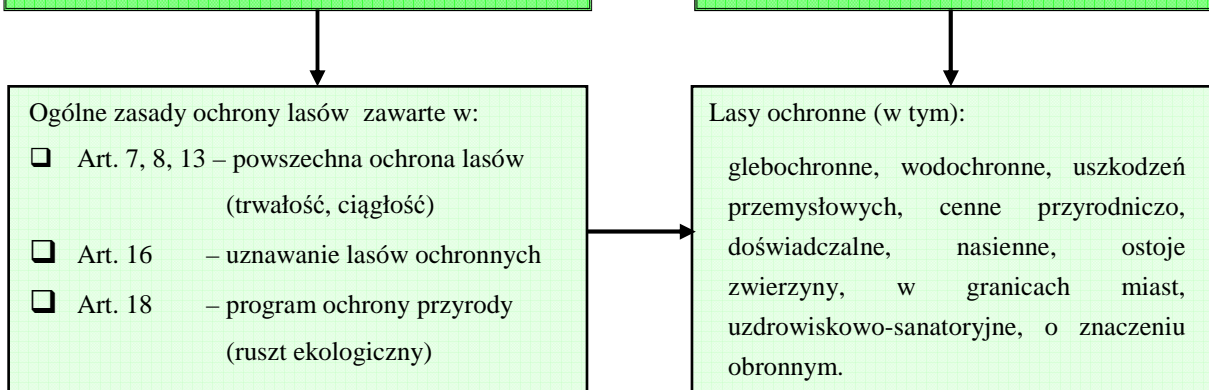 Ogólne zasady ochrony lasów zawarte w:
❑ Art. 7, 8, 13 – powszechna ochrona lasów
(trwałość, ciągłość)
❑ Art. 16 – uznawanie lasów ochronnych
❑ Art. 18 – program ochrony przyrody
(ruszt ekologiczny)
Lasy ochronne (w tym):
glebochronne, wodochronne, uszkodzeń
przemysłowych, cenne przyrodniczo,
doświadczalne, nasienne, ostoje
zwierzyny, w granicach miast,
uzdrowiskowo-sanatoryjne, o znaczeniu
obronnym.